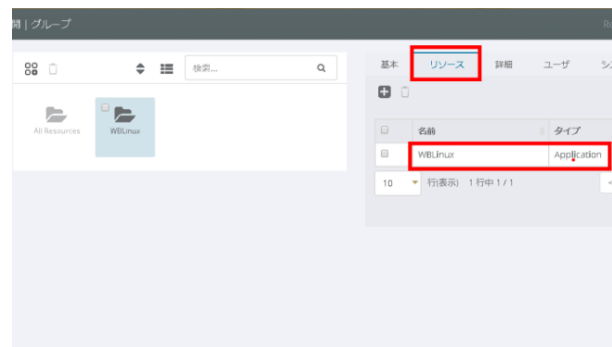 開 | グループ
検索...
All Resources
WBLinux
基本 リソース 詳細 ユーザ
名前 タイプ
WBLinux Application
10 行(表示) 1 行中 1 / 1